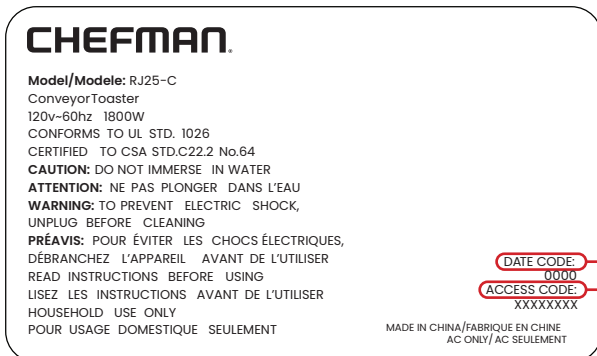 CHEFMAN®
Model/Modele: RJ25-C
ConveyorToaster
120v~60hz 1800W
CONFORMS TO UL STD. 1026
CERTIFIED TO CSA STD.C22.2 No.64
CAUTION: DO NOT IMMERSE IN WATER
ATTENTION: NE PAS PLONGER DANS L'EAU
WARNING: TO PREVENT ELECTRIC SHOCK,
UNPLUG BEFORE CLEANING
PRÉAVIS: POUR ÉVITER LES CHOCS ÉLECTRIQUES,
DÉBRANCHEZ L'APPAREIL AVANT DE L'UTILISER
READ INSTRUCTIONS BEFORE USING
LISEZ LES INSTRUCTIONS AVANT DE L'UTILISER
HOUSEHOLD USE ONLY
POUR USAGE DOMESTIQUE SEULEMENT
DATE CODE:
0000
ACCESS CODE:
XXXXXXXX
MADE IN CHINA/FABRIQUE EN CHINE
AC ONLY/ AC SEULEMENT